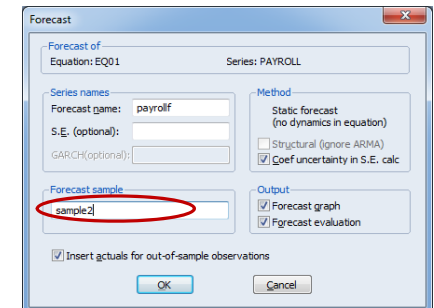 Forecast
Forecast of
Equation: EQ01 Series: PAYROLL
Series names
Forecast name: payrollf
S.E. (optional):
GARCH(optional):
Method
Static forecast
(no dynamics in equation)
Structural (ignore ARMA)
Coef uncertainty in S.E. calc
Forecast sample
sample2
Output
Forecast graph
Forecast evaluation
Insert actuals for out-of-sample observations
OK Cancel